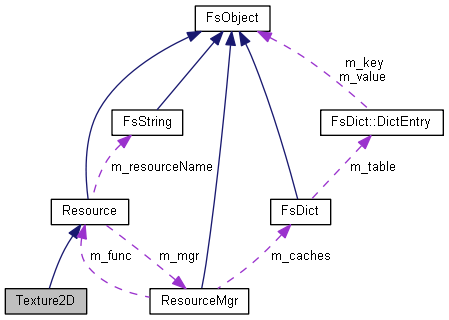 FsObject
m_key
m_value
FsString
FsDict::DictEntry
m_resourceName
m_table
Resource
FsDict
m_func
m_mgr
m_caches
Texture2D
ResourceMgr